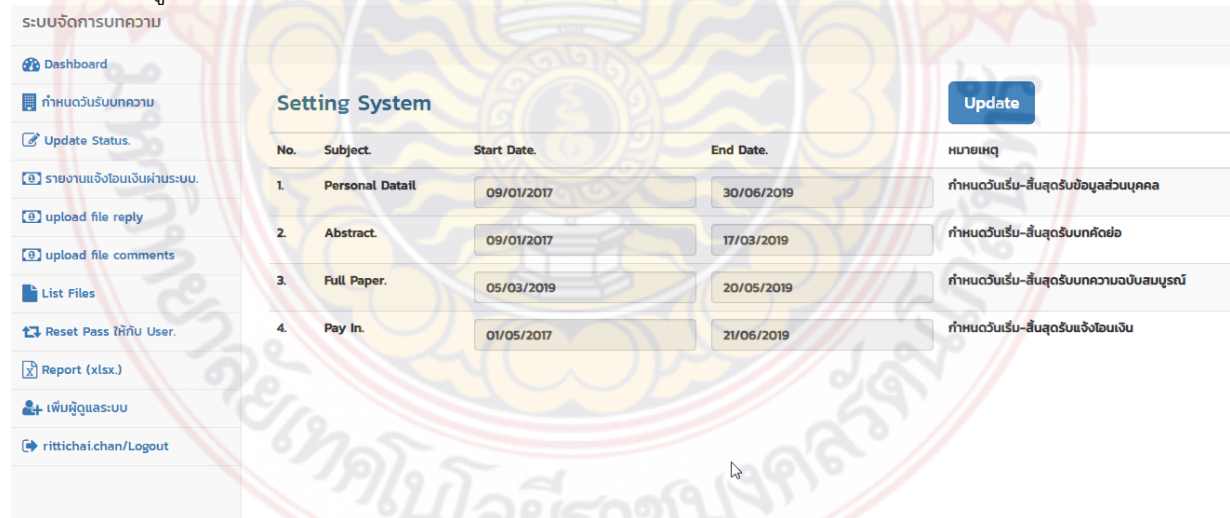 ระบบจัดการบทความ
Dashboard
กำหนดวันรับบทความ
Update Status.
รายงานแจ้งโอนเงินผ่านระบบ.
upload file reply
upload file comments
List Files
Reset Pass ให้กับ User.
Report (xlsx.)
เพิ่มผู้ดูแลระบบ
rittichai.chan/Logout
Setting System
Update
No. Subject. Start Date. End Date. หมายเหตุ
1. Personal Datail 09/01/2017 30/06/2019 กำหนดวันเริ่ม-สิ้นสุดรับข้อมูลส่วนบุคคล
2. Abstract. 09/01/2017 17/03/2019 กำหนดวันเริ่ม-สิ้นสุดรับบทคัดย่อ
3. Full Paper. 05/03/2019 20/05/2019 กำหนดวันเริ่ม-สิ้นสุดรับบทความฉบับสมบูรณ์
4. Pay In. 01/05/2017 21/06/2019 กำหนดวันเริ่ม-สิ้นสุดรับแจ้งโอนเงิน